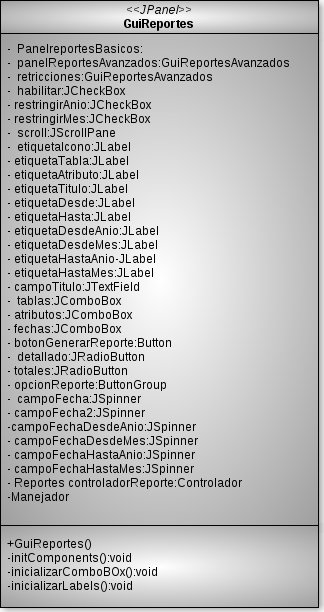 <<JPanel>>
GuiReportes
- PanelreportesBasicos:
- panelReportesAvanzados:GuiReportesAvanzados
- retricciones:GuiReportesAvanzados
- habilitar:JCheckBox
- restringirAnio:JCheckBox
- restringirMes:JCheckBox
- scroll:JScrollPane
- etiquetaIcono:JLabel
- etiquetaTabla:JLabel
- etiquetaAtributo:JLabel
- etiquetaTitulo:JLabel
- etiquetaDesde:JLabel
- etiquetaHasta:JLabel
- etiquetaDesdeAnio:JLabel
- etiquetaDesdeMes:JLabel
- etiquetaHastaAnio-JLabel
- etiquetaHastaMes:JLabel
- campoTitulo:JTextField
- tablas:JComboBox
- atributos:JComboBox
- fechas:JComboBox
- botonGenerarReporte:Button
- detallado:JRadioButton
- totales:JRadioButton
- opcionReporte:ButtonGroup
- campoFecha:JSpinner
- campoFecha2:JSpinner
-campoFechaDesdeAnio:JSpinner
- campoFechaDesdeMes:JSpinner
- campoFechaHastaAnio:JSpinner
- campoFechaHastaMes:JSpinner
- Reportes controladorReporte:Controlador
-Manejador
+GuiReportes()
-initComponents():void
-inicializarComboBOx():void
-inicializarLabels():void